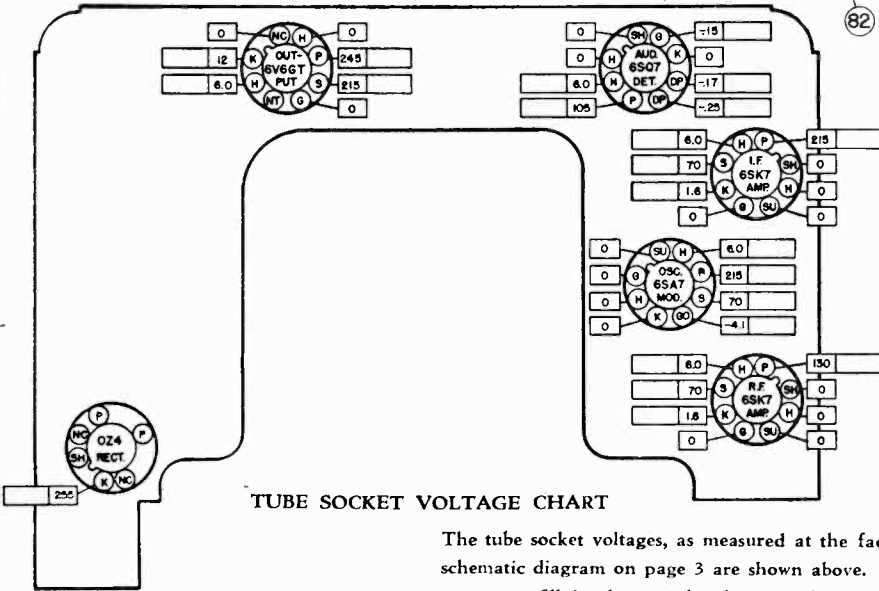 82
0 NC H 0
12 K OUT- P 245
6V6GT
6.0 H PUT S 215
NT G 0
0 SH G -.15
0 H AUD. K 0
6SQ7
6.0 H DET. DP -.17
105 P DP -.25
6.0 H P 215
70 S I.F. SH 0
6SK7
1.6 K AMP. H 0
0 G SU 0
0 SU H 6.0
0 G OSC. P 215
6SA7
0 H MOD. S 70
0 K GO -4.1
6.0 H P 130
70 S R.F. SH 0
6SK7
1.6 K AMP. H 0
0 G SU 0
P
NC OZ4 P
SH RECT.
255 K NC
TUBE SOCKET VOLTAGE CHART
The tube socket voltages, as measured at the fac
schematic diagram on page 3 are shown above.